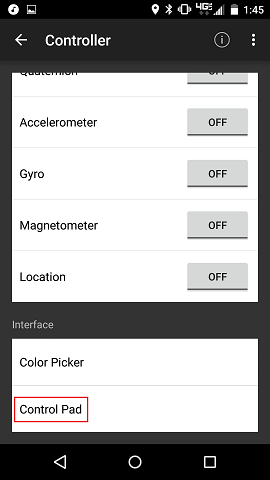 4G
1:45
Controller
Quaternion OFF
Accelerometer OFF
Gyro OFF
Magnetometer OFF
Location OFF
Interface
Color Picker
Control Pad